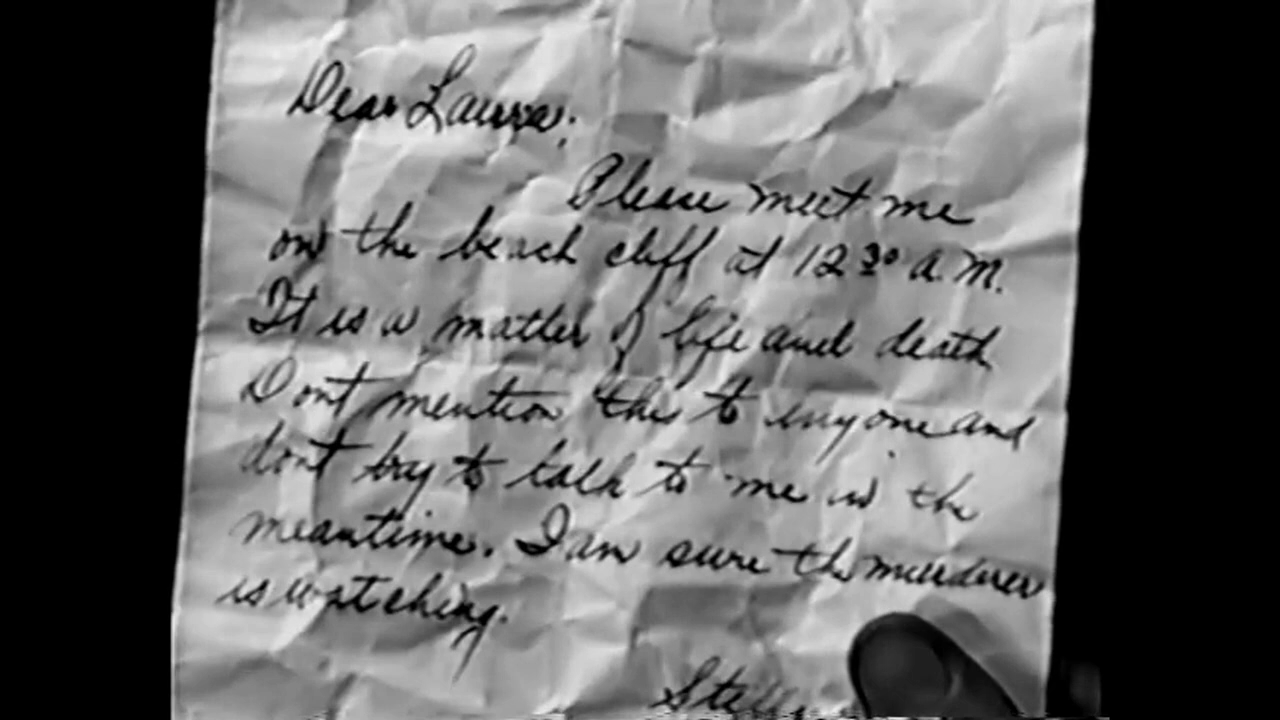 Dear Laura;
Please meet me
on the beach cliff at 12 30 a.m.
It is a matter of life and death
Dont mention this to anyone and
dont try to talk to me in the
meantime. I am sure the murderer
is watching.